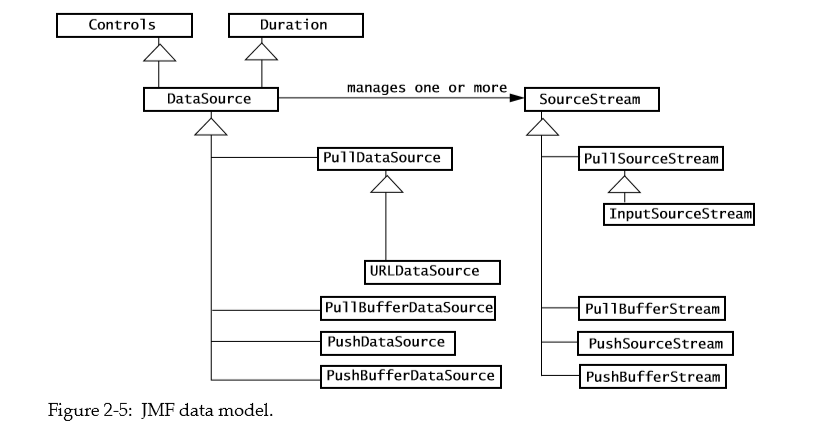 Controls
Duration
DataSource
manages one or more
SourceStream
PullDataSource
PullSourceStream
InputSourceStream
URLDataSource
PullBufferDataSource
PullBufferStream
PushDataSource
PushSourceStream
PushBufferDataSource
PushBufferStream
Figure 2-5: JMF data model.